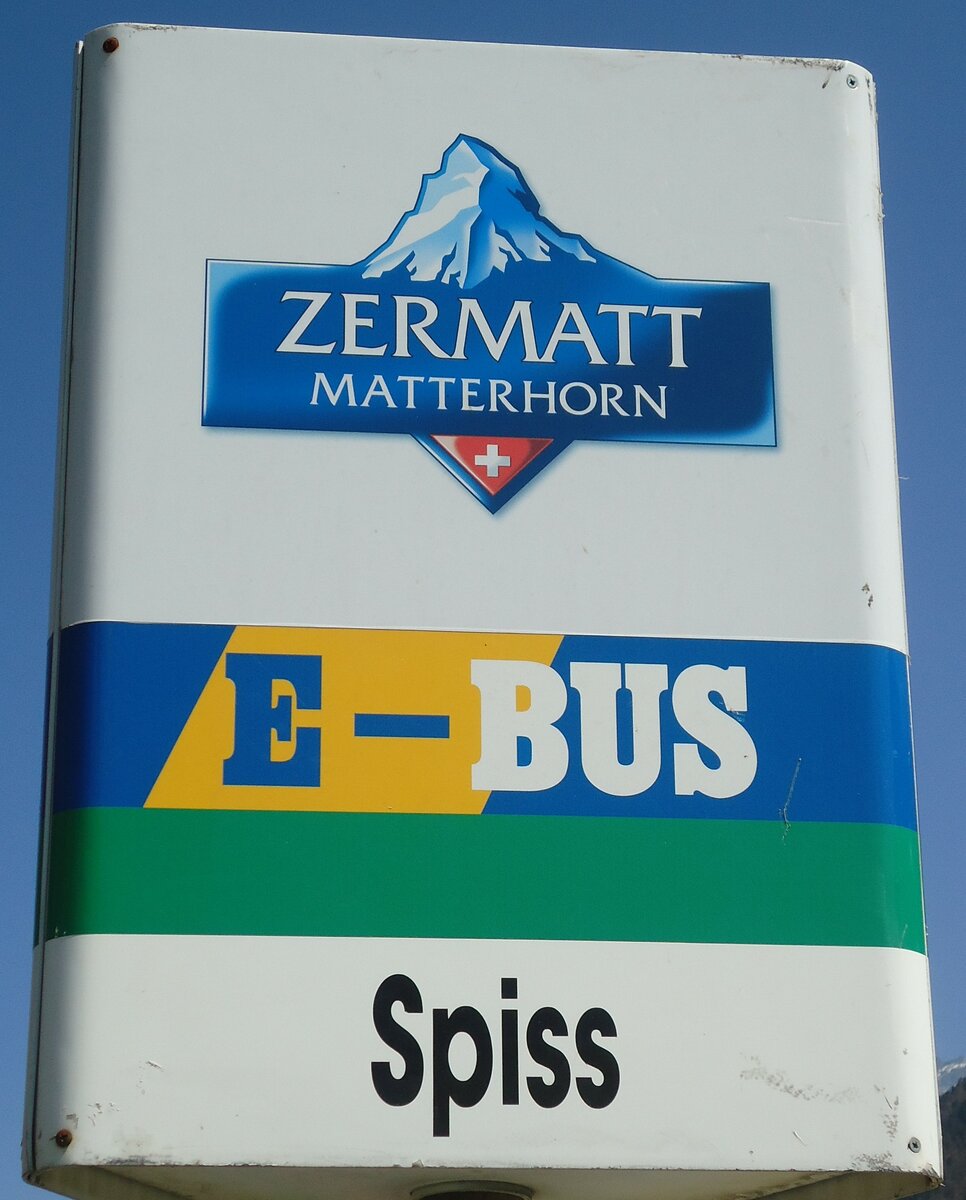 ZERMATT
MATTERHORN
E-BUS
Spiss